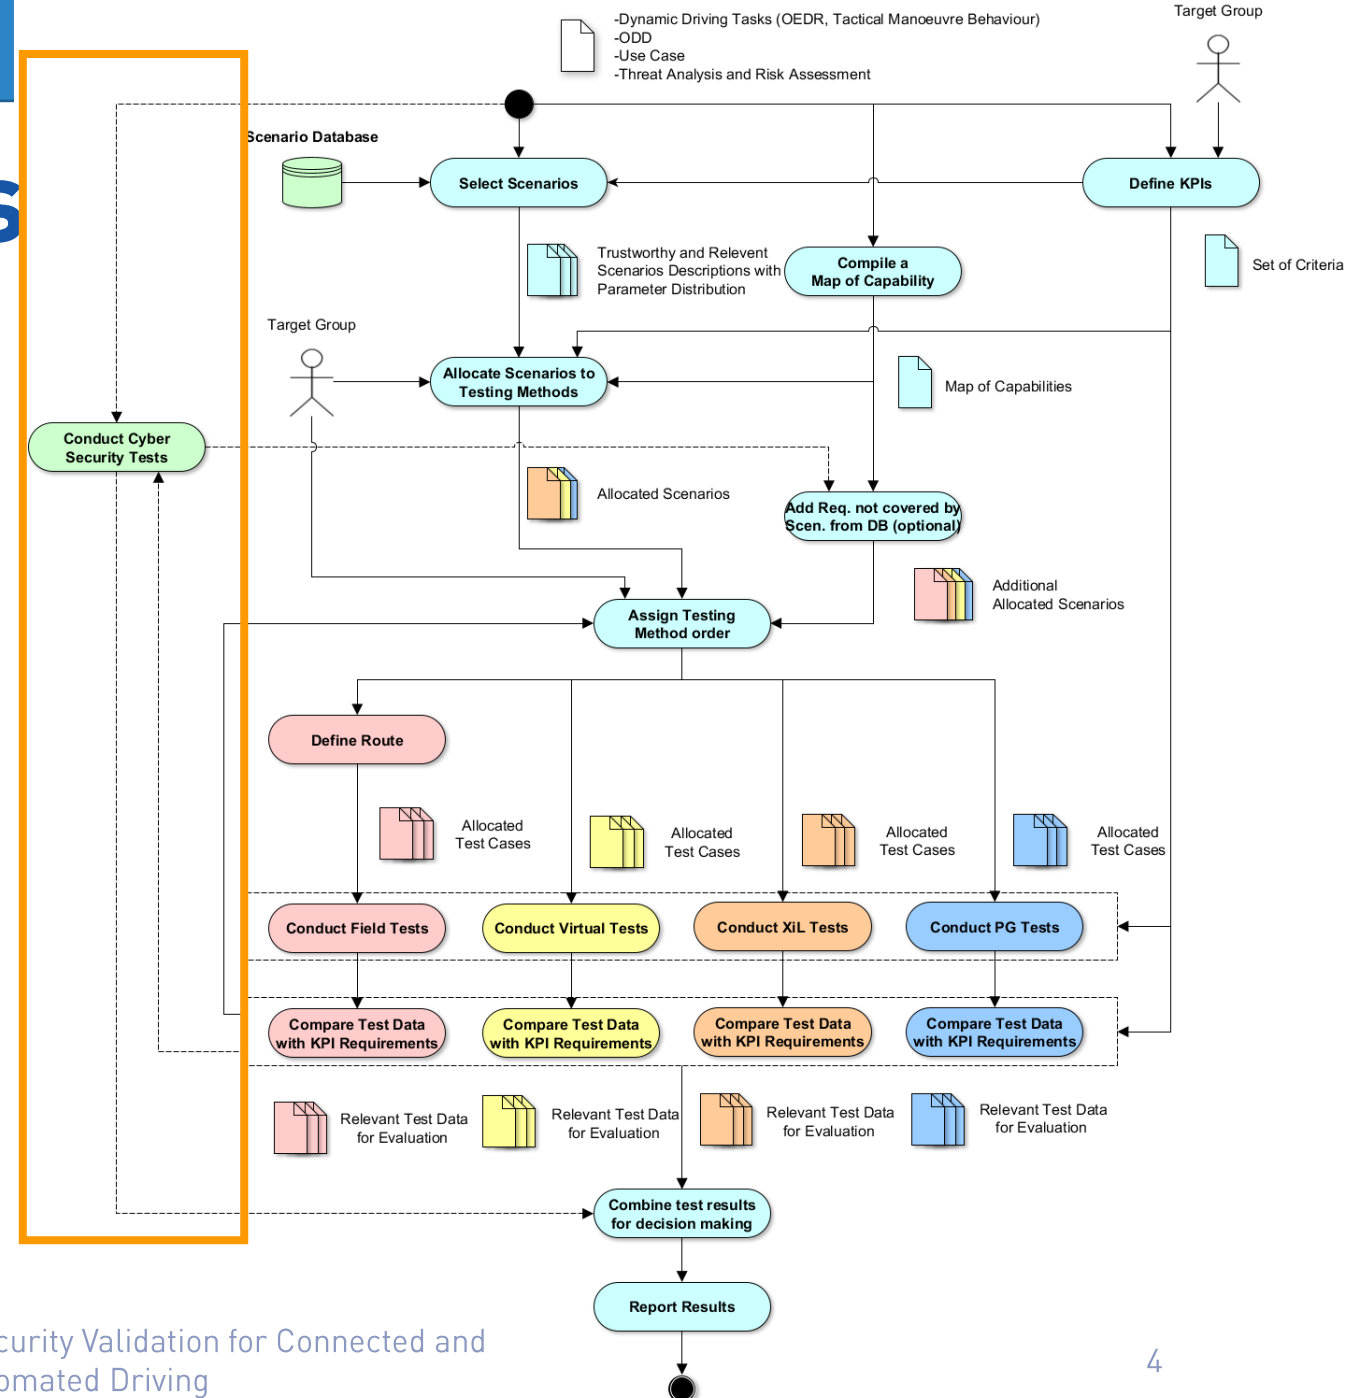 -Dynamic Driving Tasks (OEDR, Tactical Manoeuvre Behaviour)
-ODD
-Use Case
-Threat Analysis and Risk Assessment
Target Group
Scenario Database
s
Select Scenarios
Define KPIs
Trustworthy and Relevent
Scenarios Descriptions with
Parameter Distribution
Compile a
Map of Capability
Set of Criteria
Target Group
Allocate Scenarios to
Testing Methods
Map of Capabilities
Conduct Cyber
Security Tests
Allocated Scenarios
Add Req. not covered by
Scen. from DB (optional)
Additional
Allocated Scenarios
Assign Testing
Method order
Define Route
Allocated
Test Cases
Allocated
Test Cases
Allocated
Test Cases
Allocated
Test Cases
Conduct Field Tests
Conduct Virtual Tests
Conduct XiL Tests
Conduct PG Tests
Compare Test Data
with KPI Requirements
Compare Test Data
with KPI Requirements
Compare Test Data
with KPI Requirements
Compare Test Data
with KPI Requirements
Relevant Test Data
for Evaluation
Relevant Test Data
for Evaluation
Relevant Test Data
for Evaluation
Relevant Test Data
for Evaluation
Combine test results
for decision making
Report Results
curity Validation for Connected and
omated Driving
4